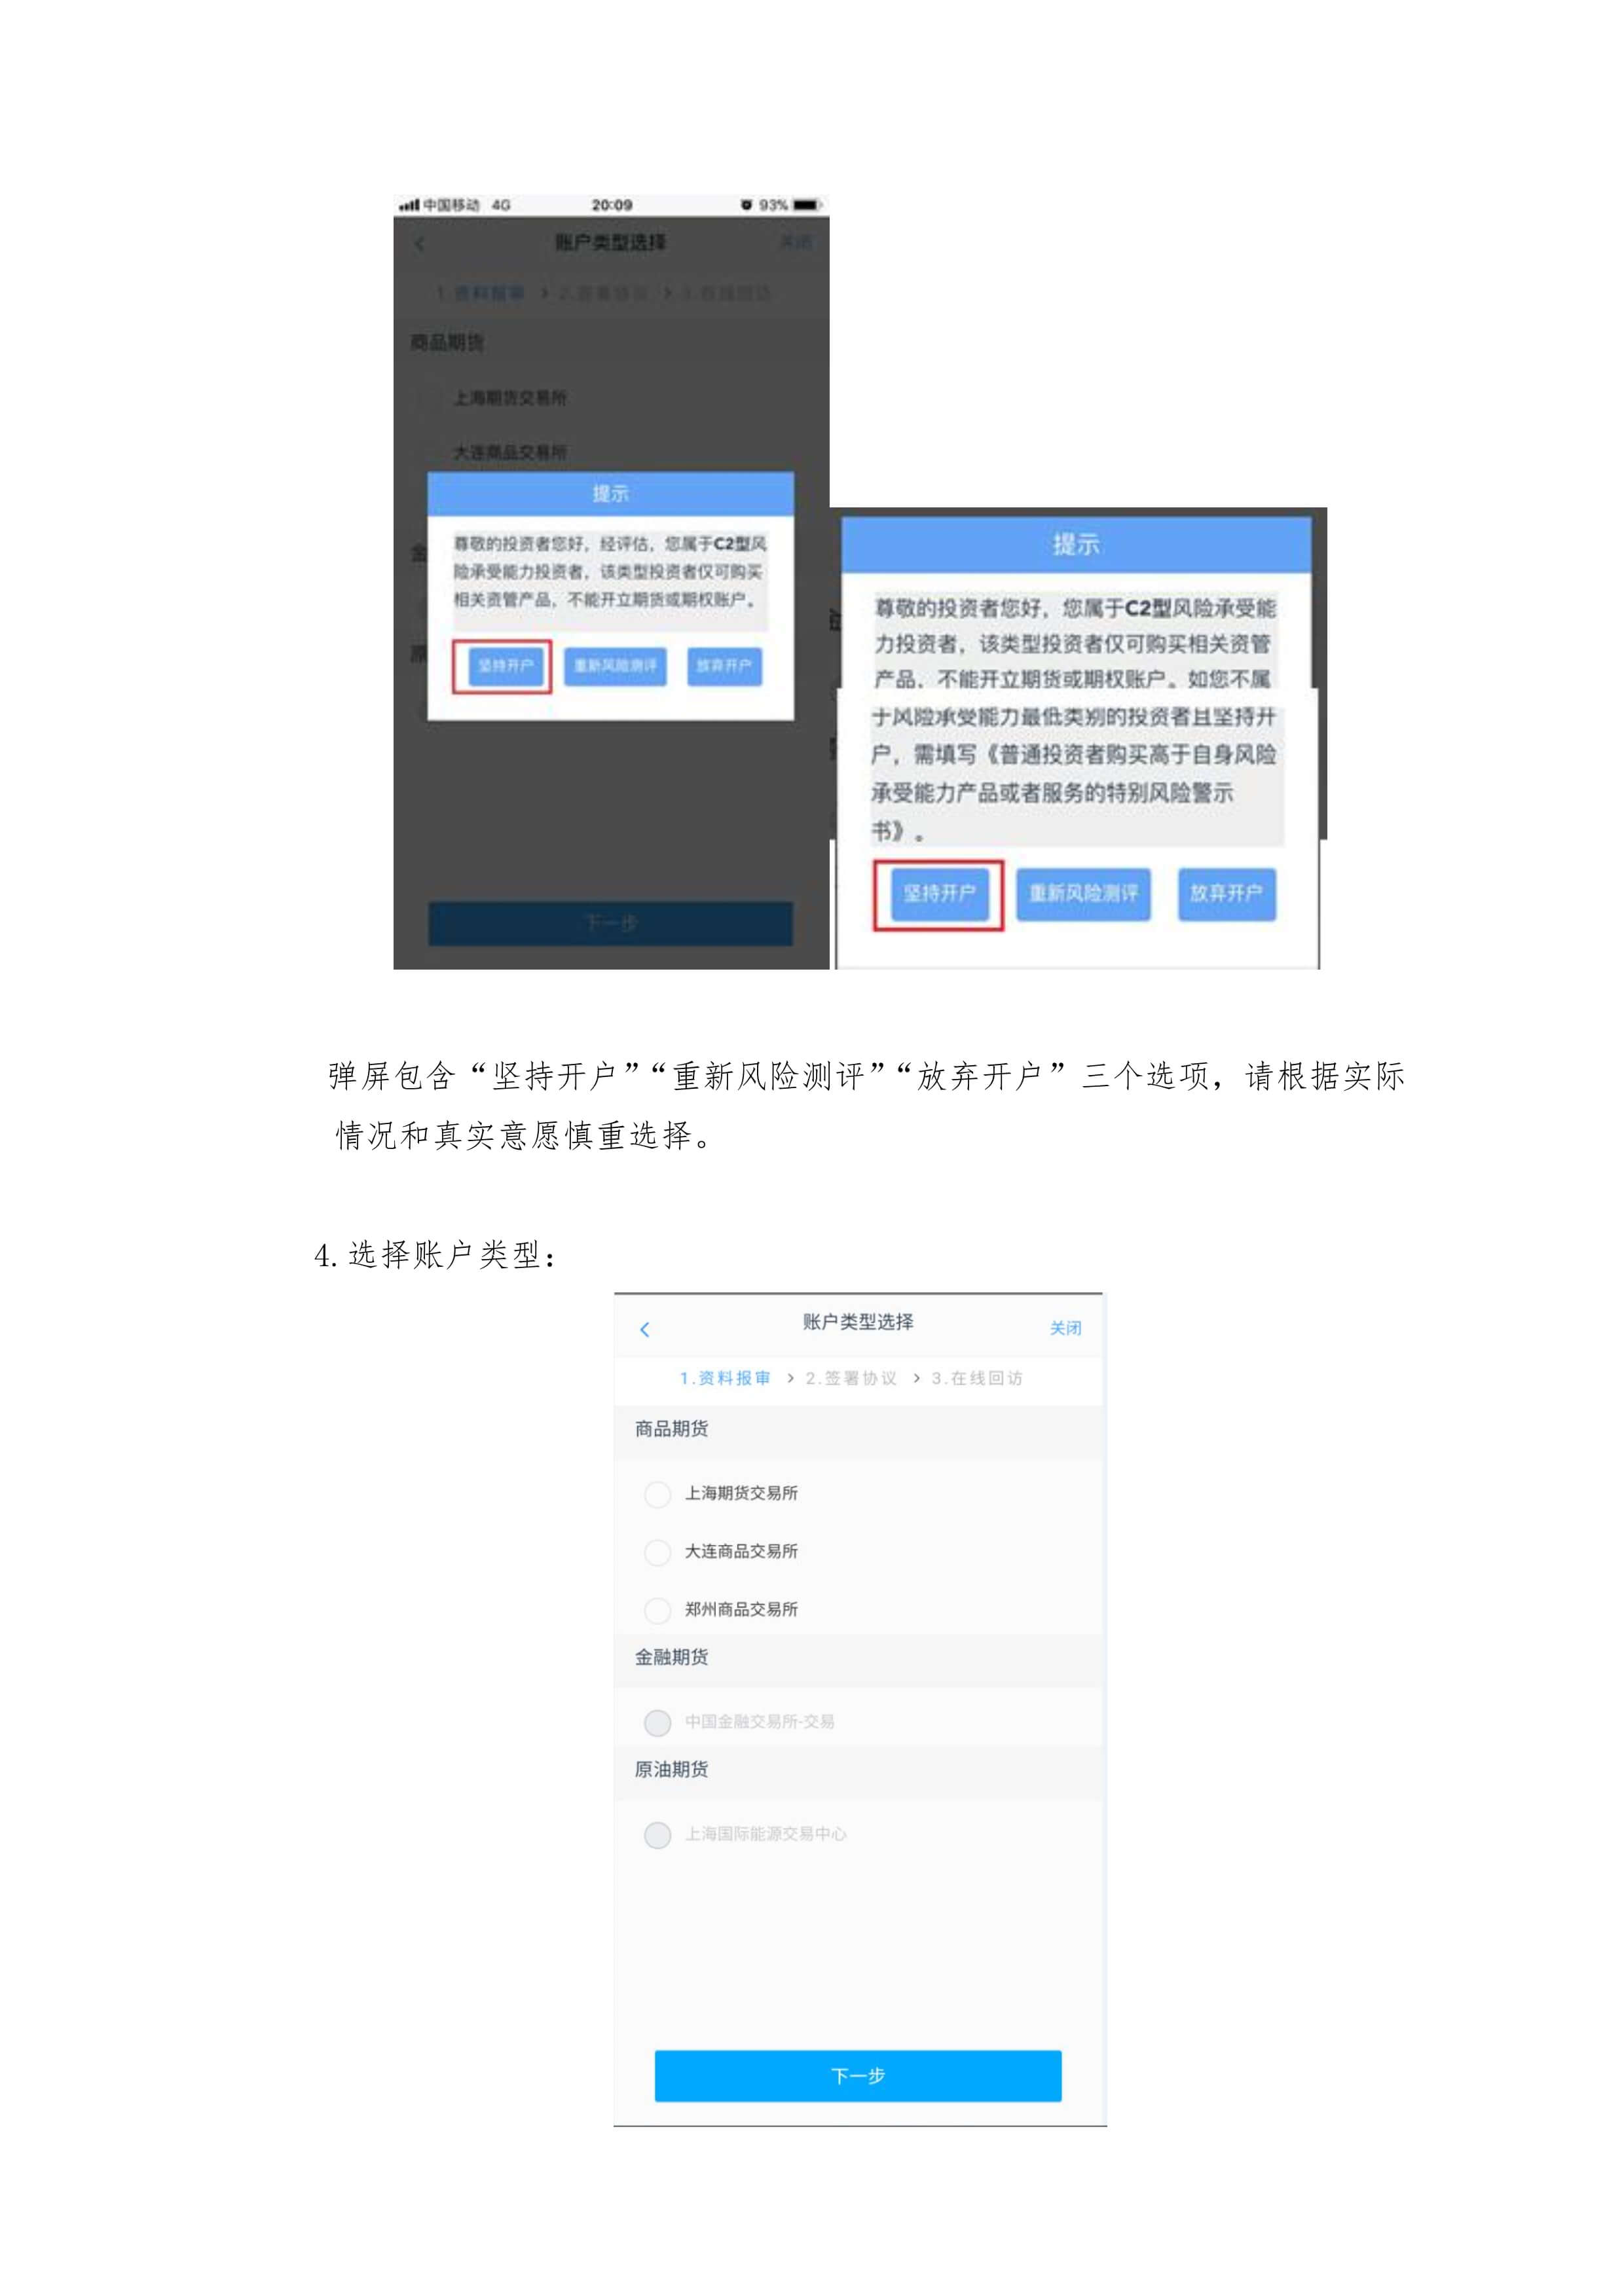 中国移动 4G 20:09 93%
账户类型选择 关闭
1.资料报审 > 2.签署协议 > 3.在线回访
商品期货
上海期货交易所
大连商品交易所
提示
尊敬的投资者您好，经评估，您属于C2型风
险承受能力投资者，该类型投资者仅可购买
相关资管产品，不能开立期货或期权账户。
坚持开户 重新风险测评 放弃开户
金
原
下一步
提示
尊敬的投资者您好，您属于C2型风险承受能
力投资者，该类型投资者仅可购买相关资管
产品，不能开立期货或期权账户。如您不属
于风险承受能力最低类别的投资者且坚持开
户，需填写《普通投资者购买高于自身风险
承受能力产品或者服务的特别风险警示
书》。
坚持开户 重新风险测评 放弃开户
弹屏包含“坚持开户”“重新风险测评”“放弃开户”三个选项，请根据实际
情况和真实意愿慎重选择。
4.选择账户类型：
账户类型选择
关闭
1.资料报审 > 2.签署协议 > 3.在线回访
商品期货
上海期货交易所
大连商品交易所
郑州商品交易所
金融期货
中国金融交易所-交易
原油期货
上海国际能源交易中心
下一步